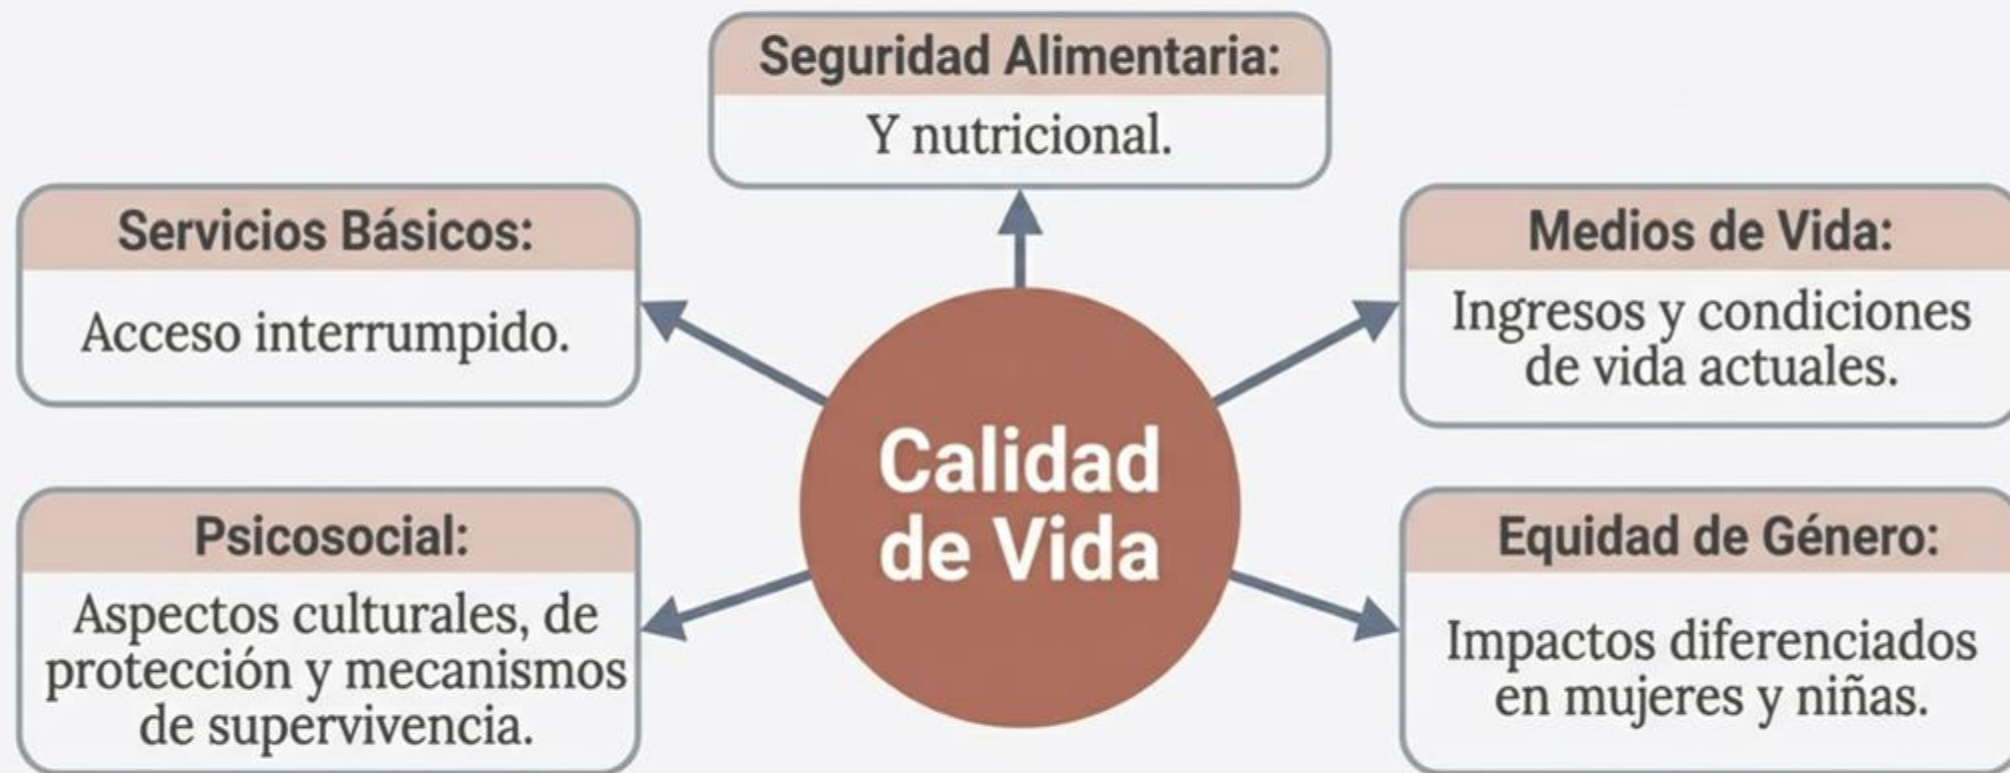 Seguridad Alimentaria:
Y nutricional.
Servicios Básicos:
Acceso interrumpido.
Medios de Vida:
Ingresos y condiciones
de vida actuales.
Calidad
de Vida
Psicosocial:
Aspectos culturales, de
protección y mecanismos
de supervivencia.
Equidad de Género:
Impactos diferenciados
en mujeres y niñas.